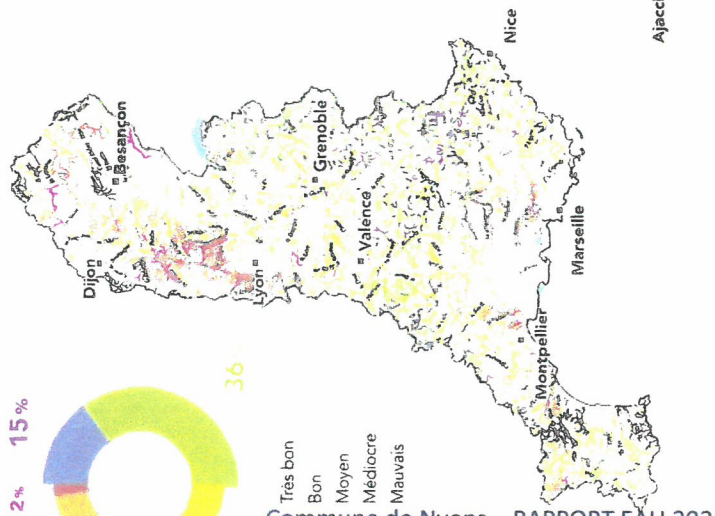 2% 15%
36
Très bon
Bon
Moyen
Médiocre
Mauvais
Dijon
Besançon
Lyon
Grenoble
Valence
Nice
Montpellier
Marseille
Commune de Nyons – RAPPORT EAU 202